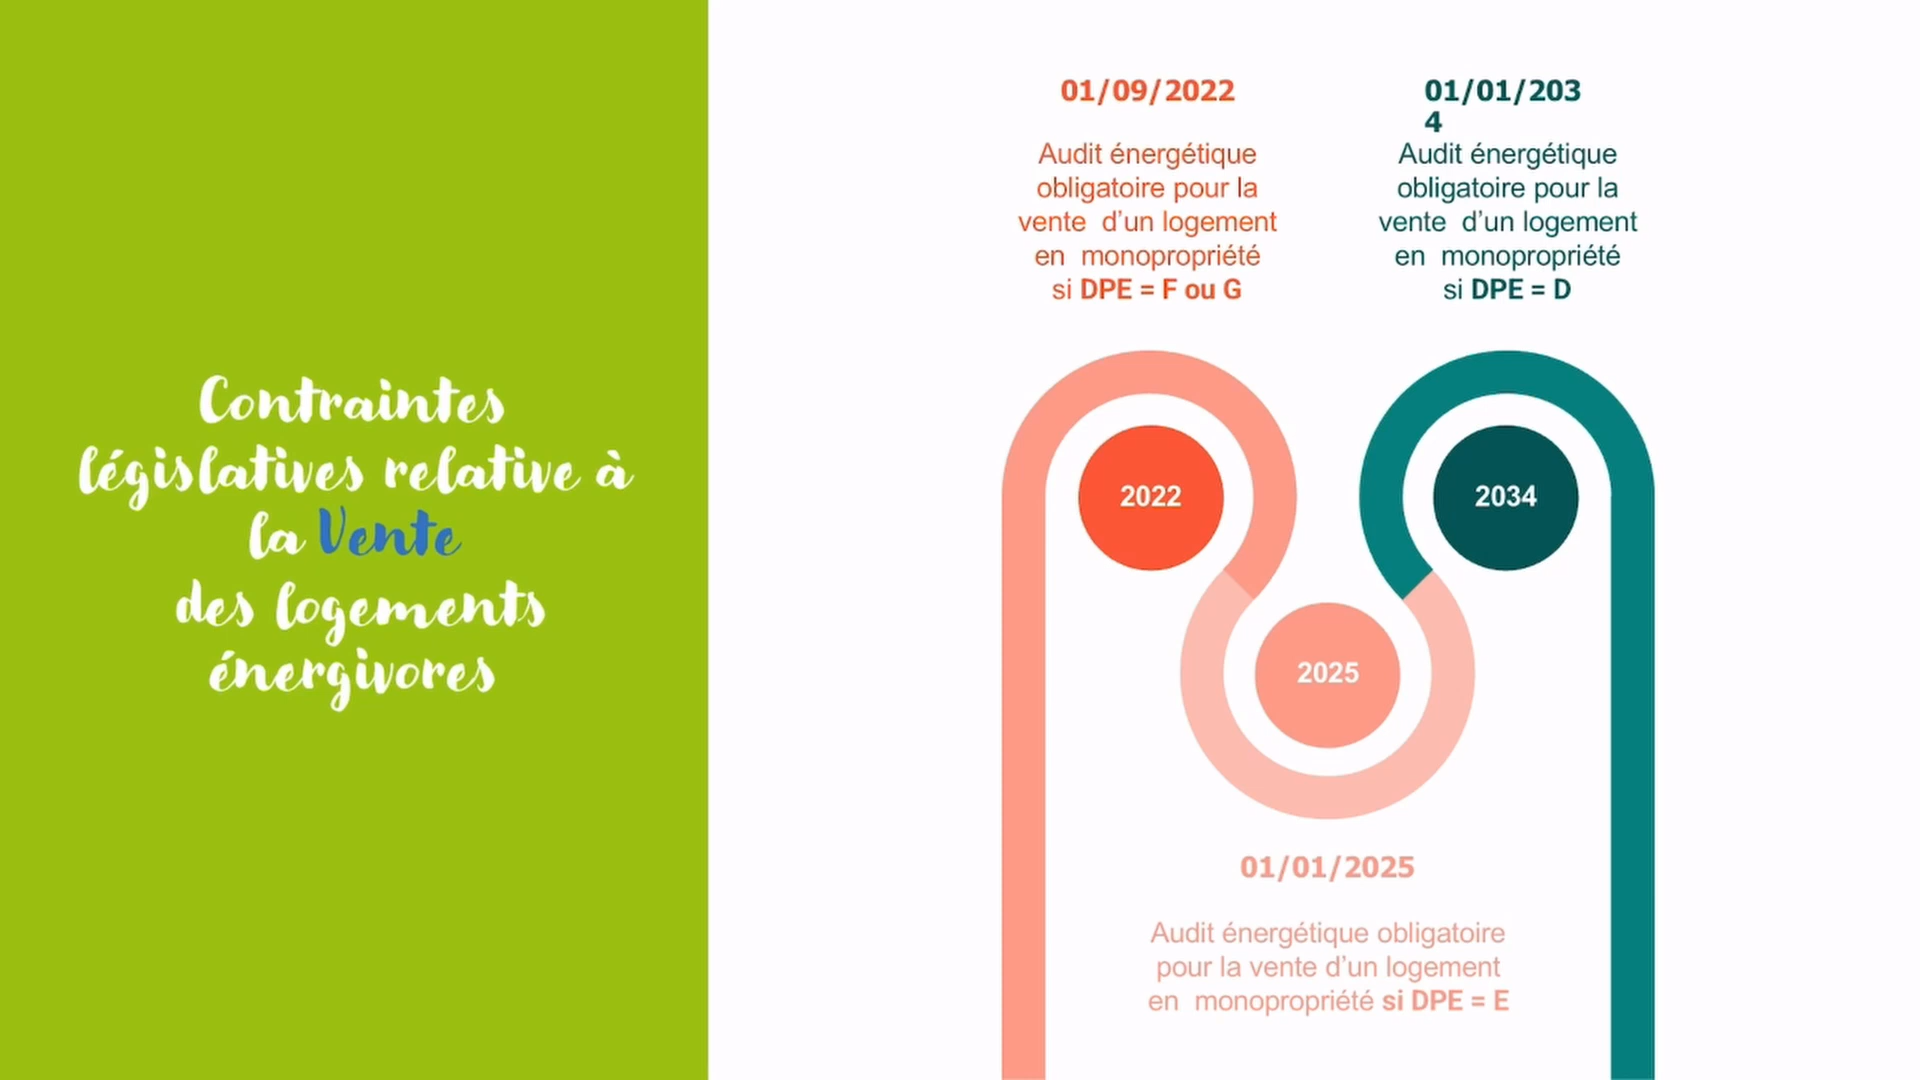 Contraintes
législatives relative à
la Vente
des logements
énergivores
01/09/2022
Audit énergétique
obligatoire pour la
vente d’un logement
en monopropriété
si DPE = F ou G
01/01/203
4
Audit énergétique
obligatoire pour la
vente d’un logement
en monopropriété
si DPE = D
2022
2034
2025
01/01/2025
Audit énergétique obligatoire
pour la vente d’un logement
en monopropriété si DPE = E